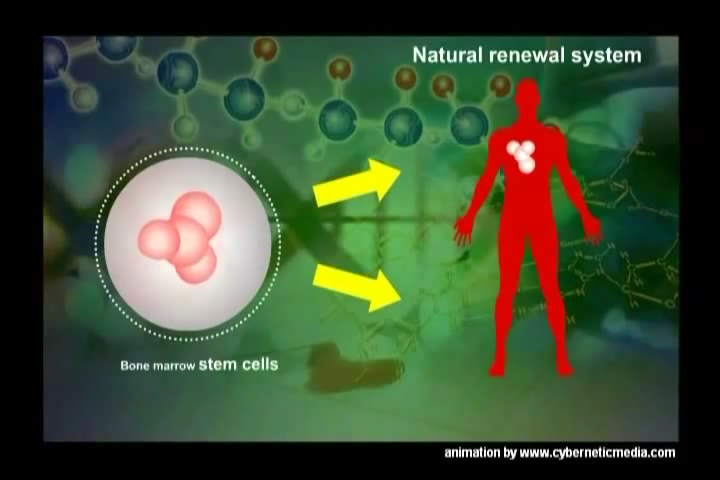 Natural renewal system
Bone marrow stem cells
animation by www.cyberneticmedia.com